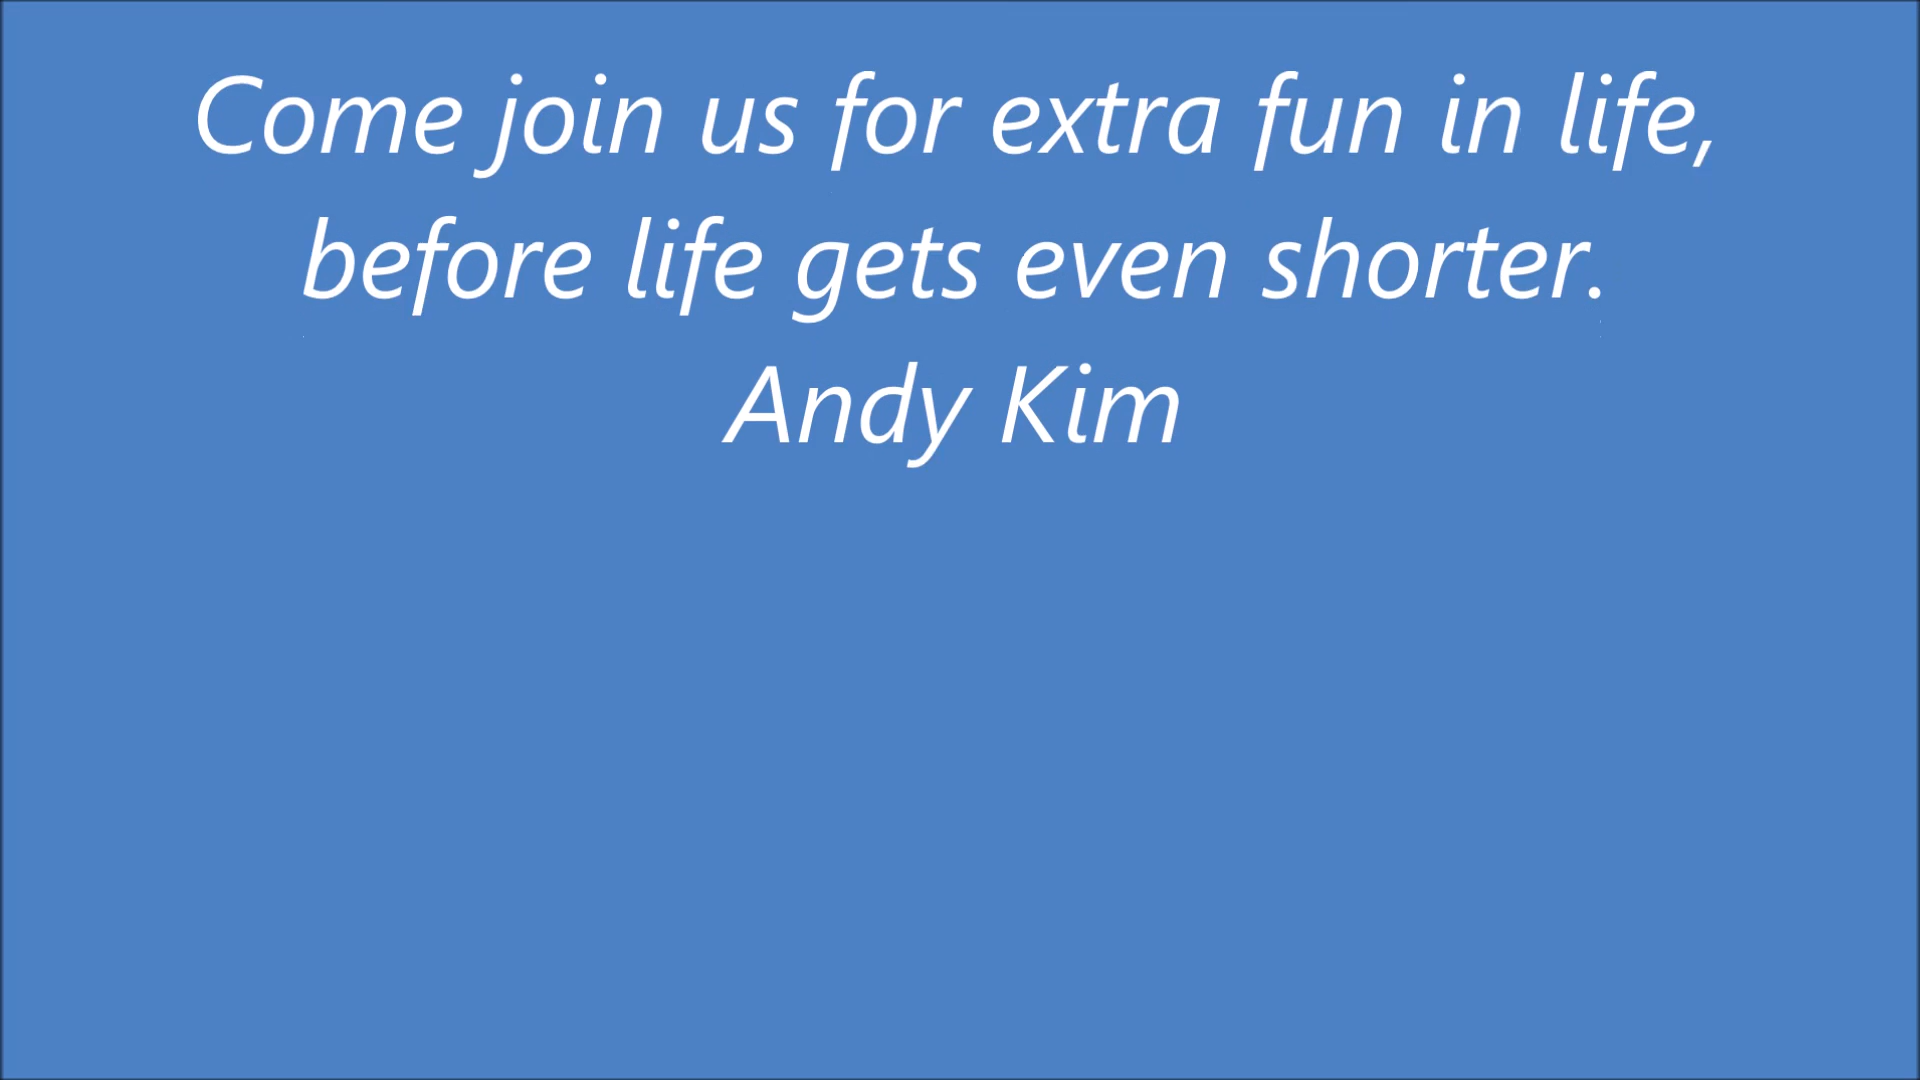 Come join us for extra fun in life,
before life gets even shorter.
Andy Kim